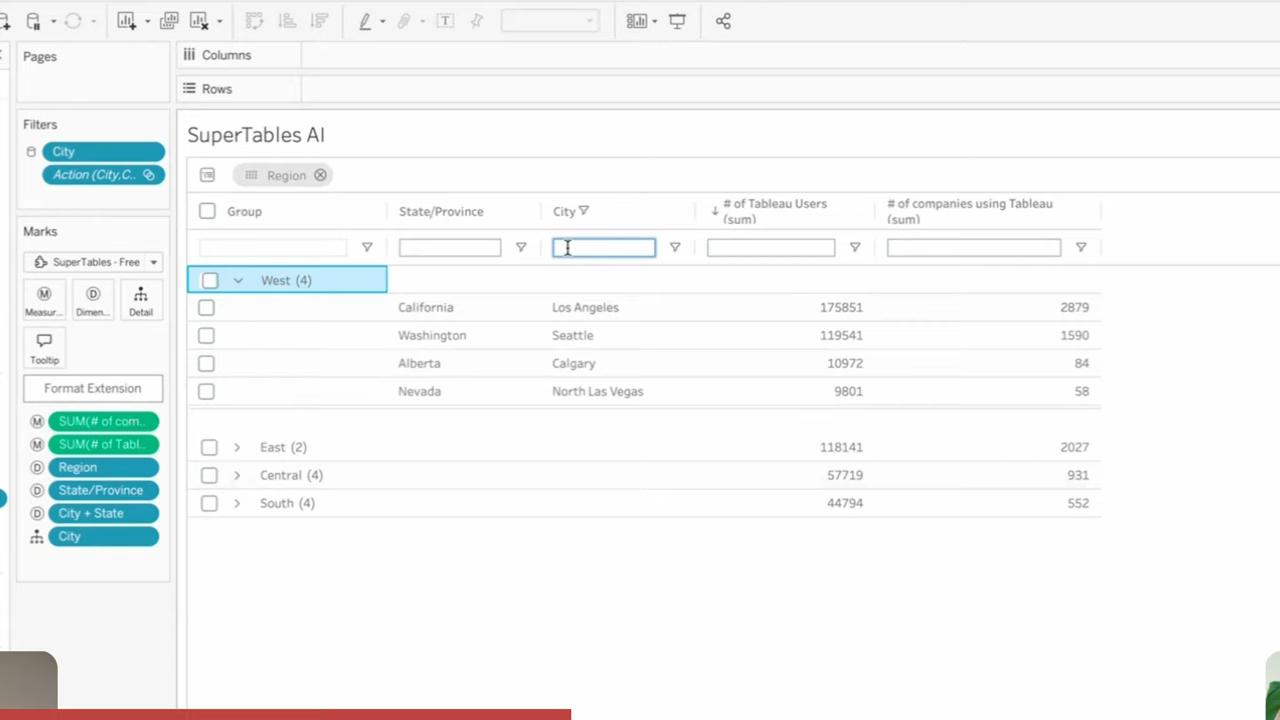 Pages
Columns
Rows
Filters
City
Action (City,C..
SuperTables AI
Region
Group
State/Province
City
# of Tableau Users
(sum)
# of companies using Tableau
(sum)
Marks
SuperTables - Free
Measur...
Dimen...
Detail
Tooltip
Format Extension
SUM(# of com..
SUM(# of Tabl..
Region
State/Province
City + State
City
West (4)
California Los Angeles 175851 2879
Washington Seattle 119541 1590
Alberta Calgary 10972 84
Nevada North Las Vegas 9801 58
East (2) 118141 2027
Central (4) 57719 931
South (4) 44794 552